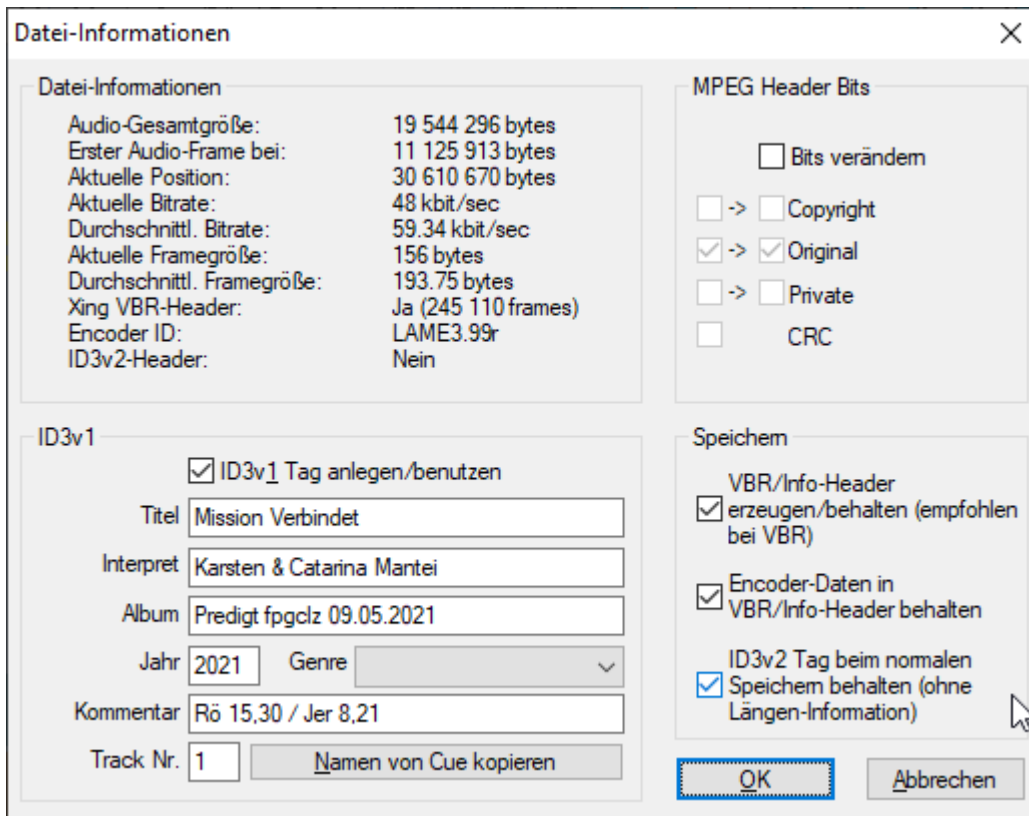 Datei-Informationen
Datei-Informationen
Audio-Gesamtgröße: 19 544 296 bytes
Erster Audio-Frame bei: 11 125 913 bytes
Aktuelle Position: 30 610 670 bytes
Aktuelle Bitrate: 48 kbit/sec
Durchschnittl. Bitrate: 59.34 kbit/sec
Aktuelle Framegröße: 156 bytes
Durchschnittl. Framegröße: 193.75 bytes
Xing VBR-Header: Ja (245 110 frames)
Encoder ID: LAME3.99r
ID3v2-Header: Nein
MPEG Header Bits
Bits verändern
-> Copyright
-> Original
-> Private
CRC
ID3v1
ID3v1 Tag anlegen/benutzen
Titel Mission Verbindet
Interpret Karsten & Catarina Mantei
Album Predigt fpgclz 09.05.2021
Jahr 2021 Genre
Kommentar Rö 15,30 / Jer 8,21
Track Nr. 1 Namen von Cue kopieren
Speichern
VBR/Info-Header
erzeugen/behalten (empfohlen
bei VBR)
Encoder-Daten in
VBR/Info-Header behalten
ID3v2 Tag beim normalen
Speichern behalten (ohne
Längen-Information)
OK Abbrechen